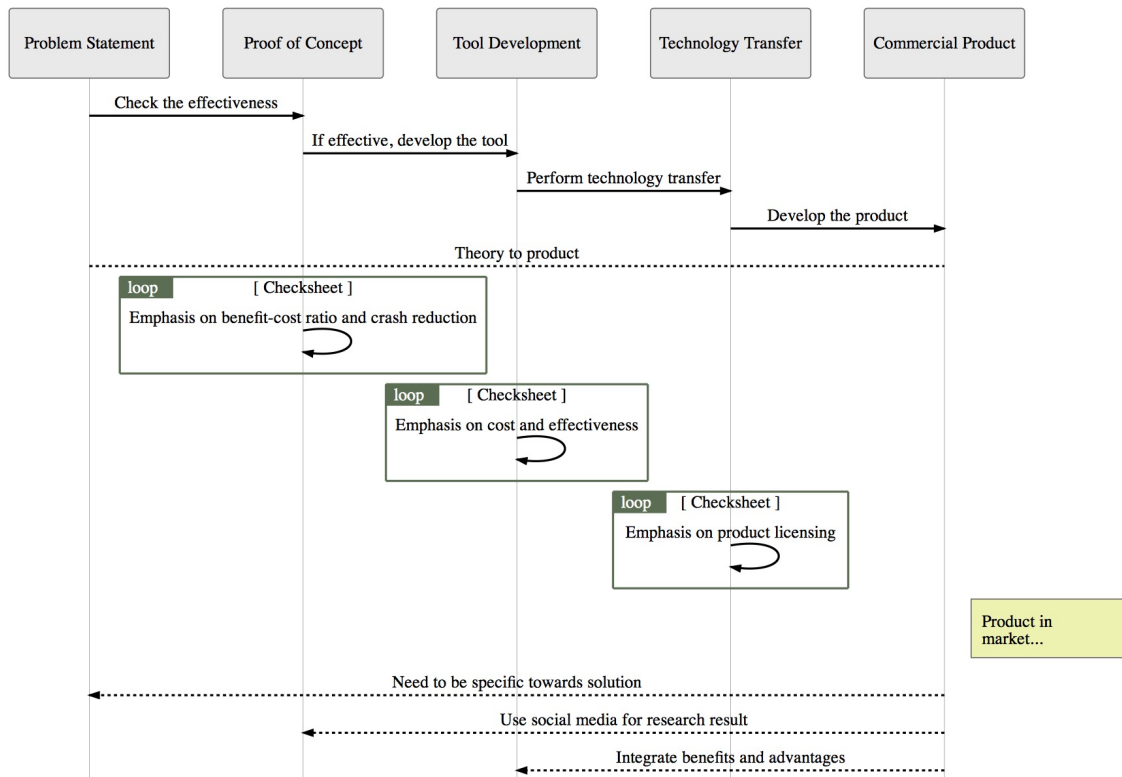 Problem Statement
Proof of Concept
Tool Development
Technology Transfer
Commercial Product
Check the effectiveness
If effective, develop the tool
Perform technology transfer
Develop the product
Theory to product
loop
[ Checksheet ]
Emphasis on benefit-cost ratio and crash reduction
loop
[ Checksheet ]
Emphasis on cost and effectiveness
loop
[ Checksheet ]
Emphasis on product licensing
Product in
market...
Need to be specific towards solution
Use social media for research result
Integrate benefits and advantages